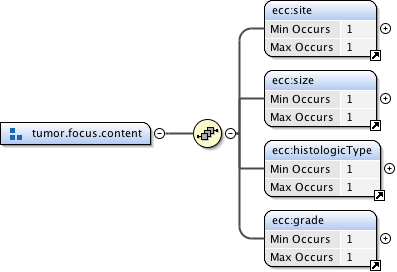 ecc:site
Min Occurs 1
Max Occurs 1
ecc:size
Min Occurs 1
Max Occurs 1
tumor.focus.content
ecc:histologicType
Min Occurs 1
Max Occurs 1
ecc:grade
Min Occurs 1
Max Occurs 1